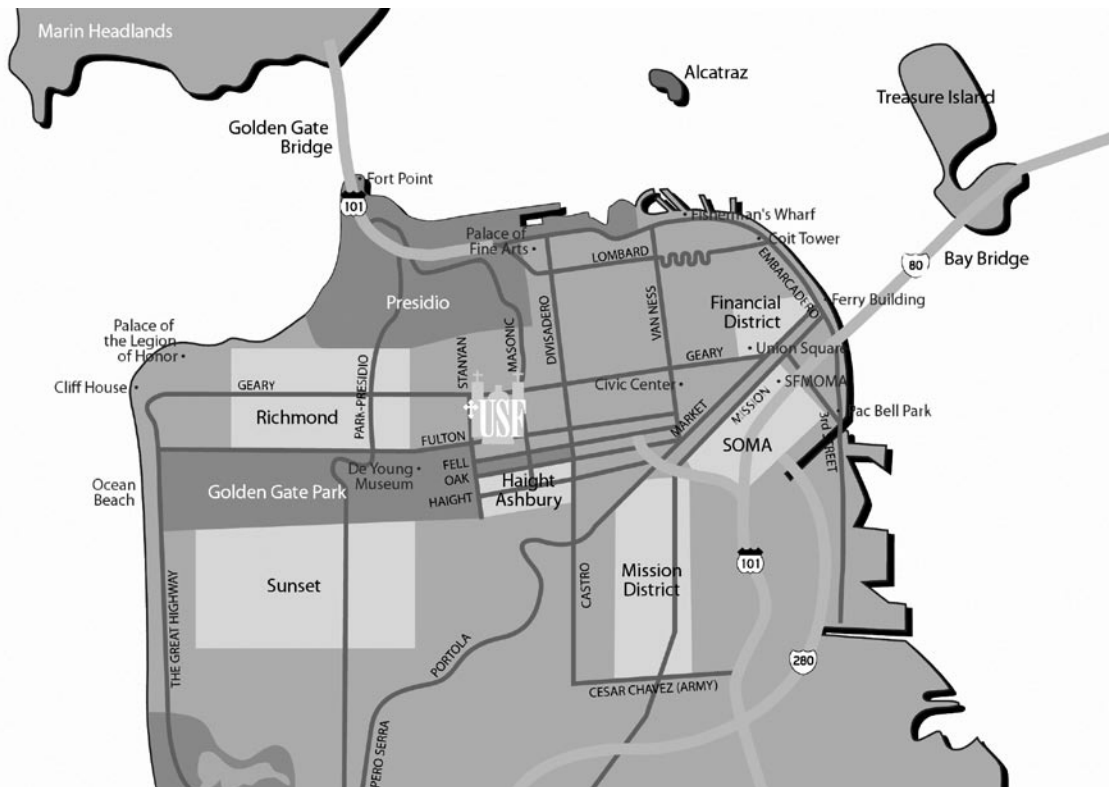 Marin Headlands
Alcatraz
Treasure Island
Golden Gate
Bridge
Fort Point
101
Fisherman's Wharf
Palace of
Fine Arts
Coit Tower
LOMBARD
EMBARCADERO
80
Bay Bridge
Presidio
Financial
District
Ferry Building
VAN NESS
DIVISADERO
MASONIC
STANYAN
Palace of
the Legion
of Honor
Union Square
GEARY
Cliff House
GEARY
Civic Center
SFMOMA
PARK-PRESIDIO
Richmond
USF
MARKET
MISSION
Pac Bell Park
3rd STREET
FULTON
SOMA
FELL
OAK
HAIGHT
De Young
Museum
Haight
Ashbury
Ocean
Beach
Golden Gate Park
101
Sunset
Mission
District
CASTRO
THE GREAT HIGHWAY
PORTOLA
280
CESAR CHAVEZ (ARMY)
PERO SERRA